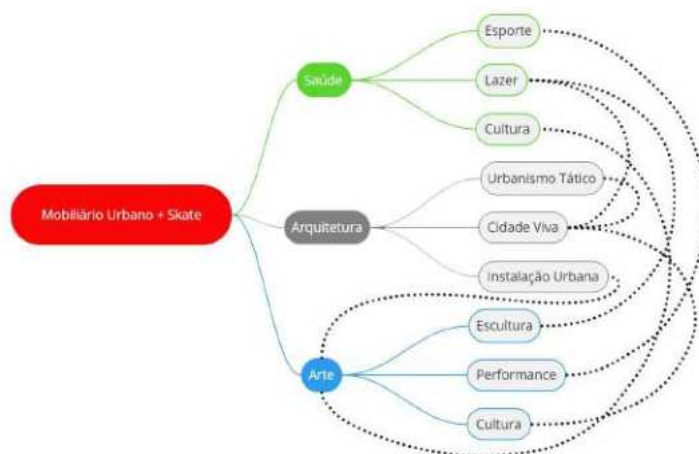 Esporte
Saúde
Lazer
Cultura
Urbanismo Tático
Mobiliário Urbano + Skate
Arquitetura
Cidade Viva
Instalação Urbana
Escultura
Arte
Performance
Cultura